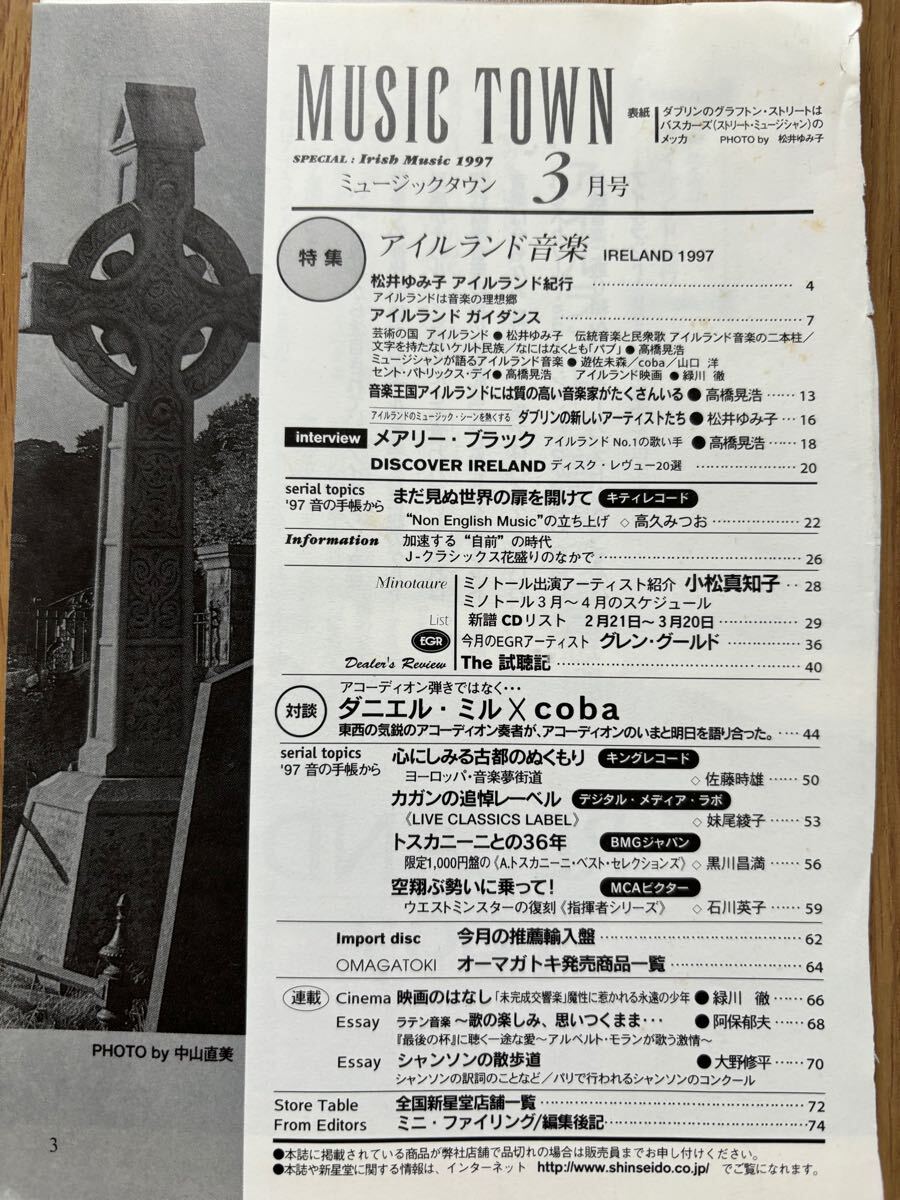 MUSIC TOWN
表紙 ダブリンのグラフトン・ストリートは
バスカーズ(ストリート・ミュージシャン)の
メッカ PHOTO by 松井ゆみ子
SPECIAL : Irish Music 1997
ミュージックタウン 3月号
特集 アイルランド音楽 IRELAND 1997
松井ゆみ子 アイルランド紀行 4
アイルランドは音楽の理想郷
アイルランド ガイダンス 7
芸術の国 アイルランド●松井ゆみ子 伝統音楽と民衆歌 アイルランド音楽の二本柱／
文字を持たないケルト民族／なにはなくとも「パブ」●高橋晃浩
ミュージシャンが語るアイルランド音楽●遊佐未森／coba／山口 洋
セント・パトリックス・デイ●高橋晃浩 アイルランド映画●緑川 徹
音楽王国アイルランドには質の高い音楽家がたくさんいる●高橋晃浩……13
アイルランドのミュージック・シーンを熱くする ダブリンの新しいアーティストたち●松井ゆみ子…16
interview メアリー・ブラック アイルランド No.1の歌い手●高橋晃浩……18
DISCOVER IRELAND ディスク・レヴュー20選 20
serial topics まだ見ぬ世界の扉を開けて キティレコード
'97 音の手帳から “Non English Music”の立ち上げ ◇高久みつお 22
Information 加速する“自前”の時代
J-クラシックス花盛りのなかで 26
Minotaure ミノトール出演アーティスト紹介 小松真知子‥28
ミノトール3月〜4月のスケジュール
List 新譜CDリスト 2月21日〜3月20日 29
EGR 今月のEGRアーティスト グレン・グールド 36
Dealer's Review The 試聴記 40
アコーディオン弾きではなく･･･
対談 ダニエル・ミル×coba
東西の気鋭のアコーディオン奏者が、アコーディオンのいまと明日を語り合った。‥‥44
serial topics 心にしみる古都のぬくもり キングレコード
'97 音の手帳から ヨーロッパ・音楽夢街道 ◇佐藤時雄……50
カガンの追悼レーベル デジタル・メディア・ラボ
《LIVE CLASSICS LABEL》 ◇妹尾綾子……53
トスカニーニとの36年 BMGジャパン
限定1,000円盤の《A.トスカニーニ・ベスト・セレクションズ》◇黒川昌満……56
空翔ぶ勢いに乗って! MCAビクター
ウエストミンスターの復刻《指揮者シリーズ》 ◇石川英子……59
Import disc 今月の推薦輸入盤 62
OMAGATOKI オーマガトキ発売商品一覧 64
連載 Cinema 映画のはなし「未完成交響楽」魔性に惹かれる永遠の少年●緑川 徹……66
Essay ラテン音楽 〜歌の楽しみ、思いつくまま･･･ ●阿保郁夫……68
『最後の杯』に聴く一途な愛〜アルベルト・モランが歌う激情〜
Essay シャンソンの散歩道 ●大野修平……70
シャンソンの訳詞のことなど／パリで行われるシャンソンのコンクール
Store Table 全国新星堂店舗一覧 72
From Editors ミニ・ファイリング/編集後記 74
PHOTO by 中山直美
3
●本誌に掲載されている商品が弊社店舗で品切れの場合は販売員までお申し付けください。
●本誌や新星堂に関する情報は、インターネット http://www.shinseido.co.jp/ でご覧になれます。